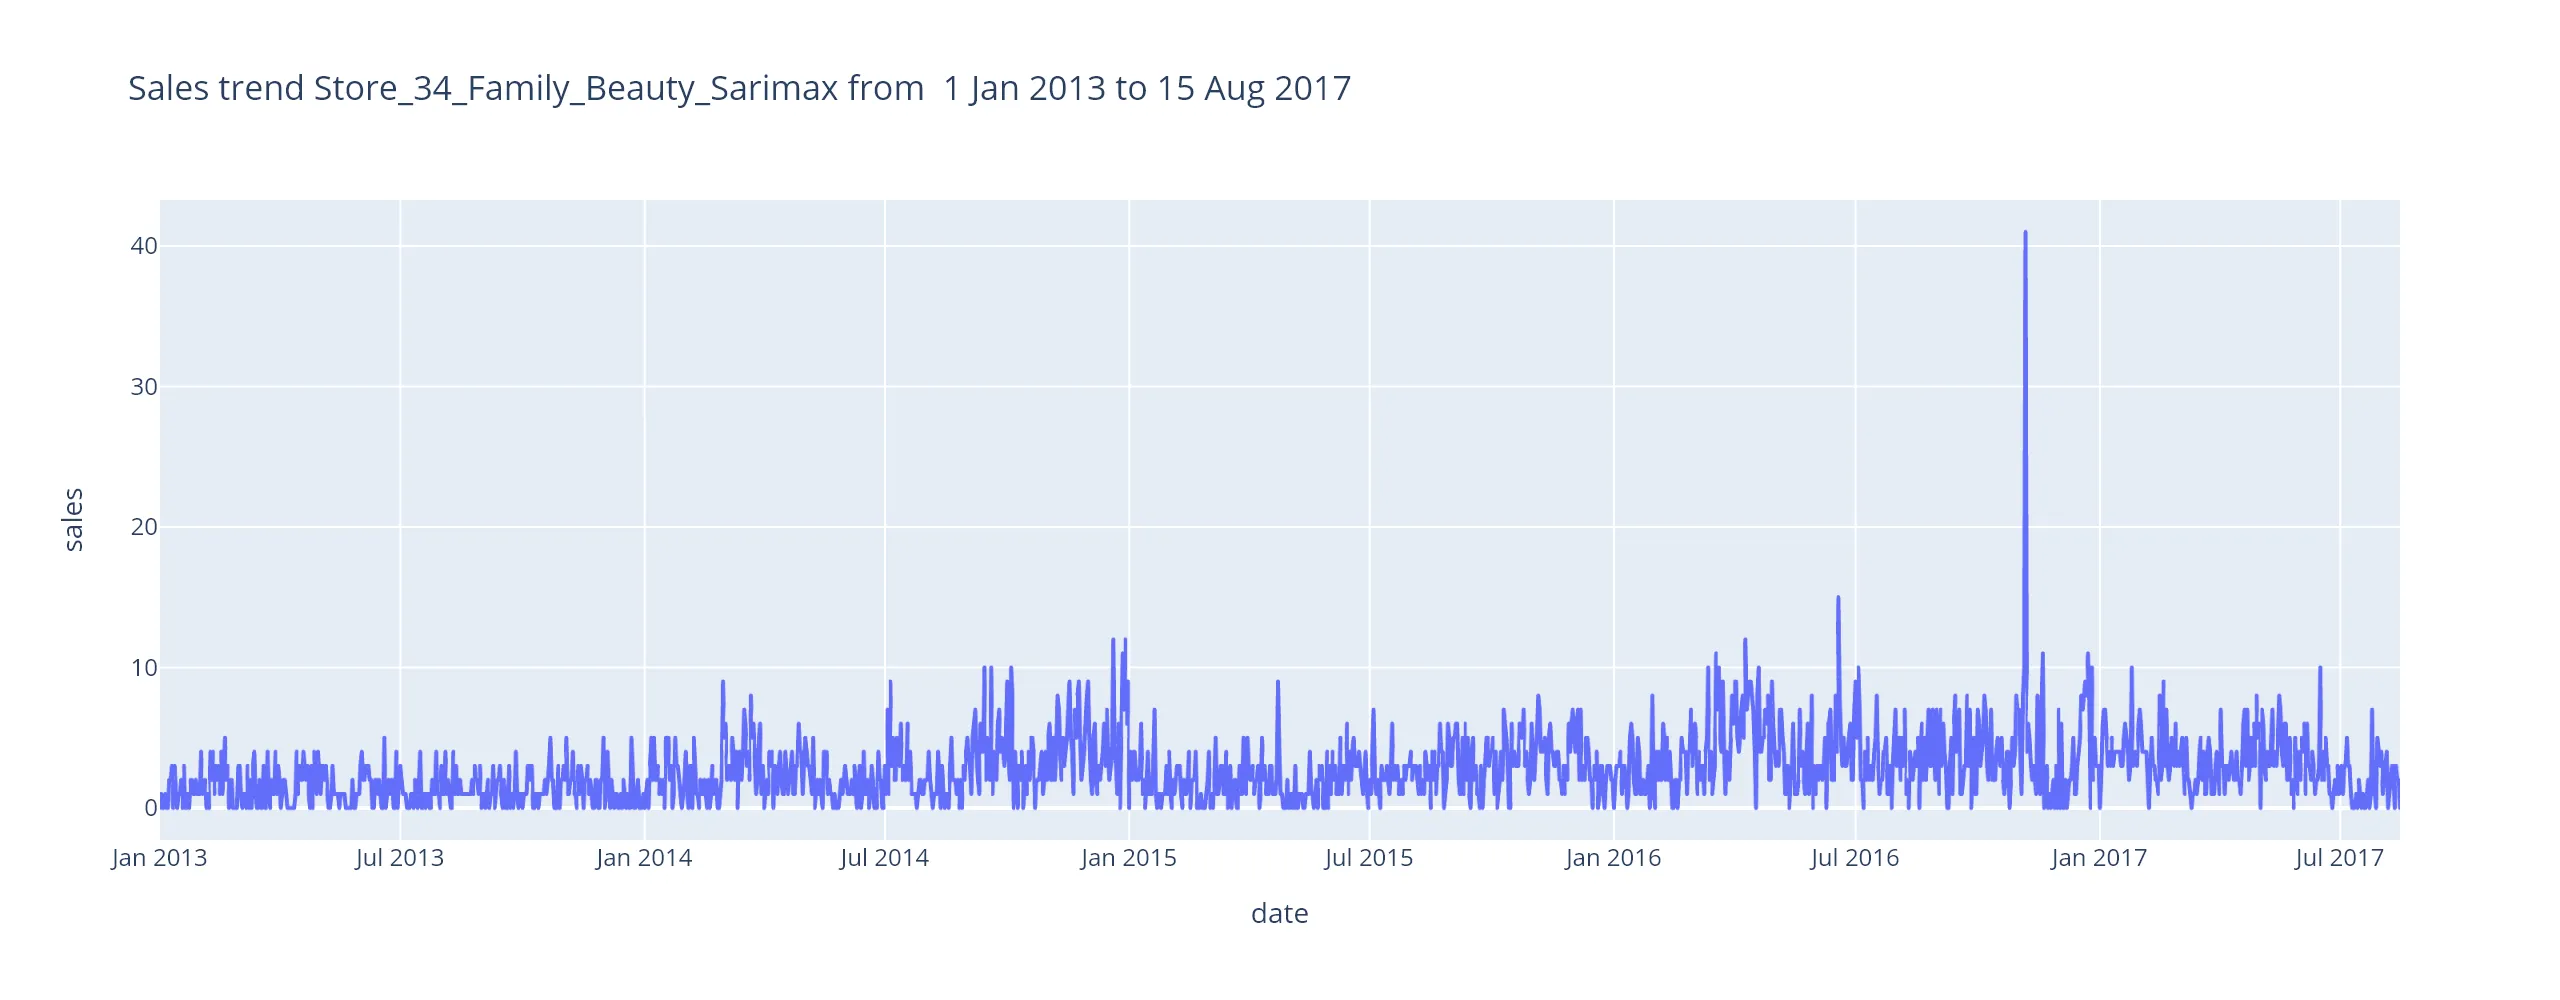 Sales trend Store_34_Family_Beauty_Sarimax from  1 Jan 2013 to 15 Aug 2017
40
30
20
10
0
sales
Jan 2013 Jul 2013 Jan 2014 Jul 2014 Jan 2015 Jul 2015 Jan 2016 Jul 2016 Jan 2017 Jul 2017
date